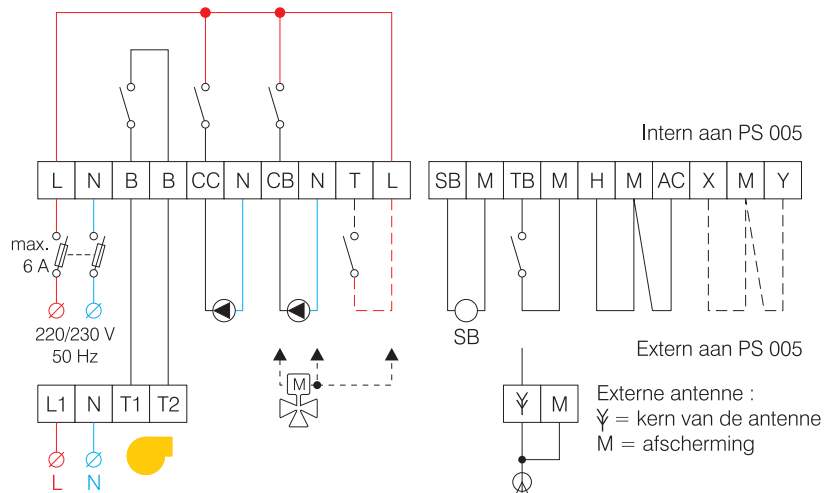 Intern aan PS 005
L N B B CC N CB N T L
SB M TB M H M AC X M Y
max.
6 A
220/230 V
50 Hz
SB
Extern aan PS 005
M
L1 N T1 T2
M
Externe antenne :
= kern van de antenne
M = afscherming
L N